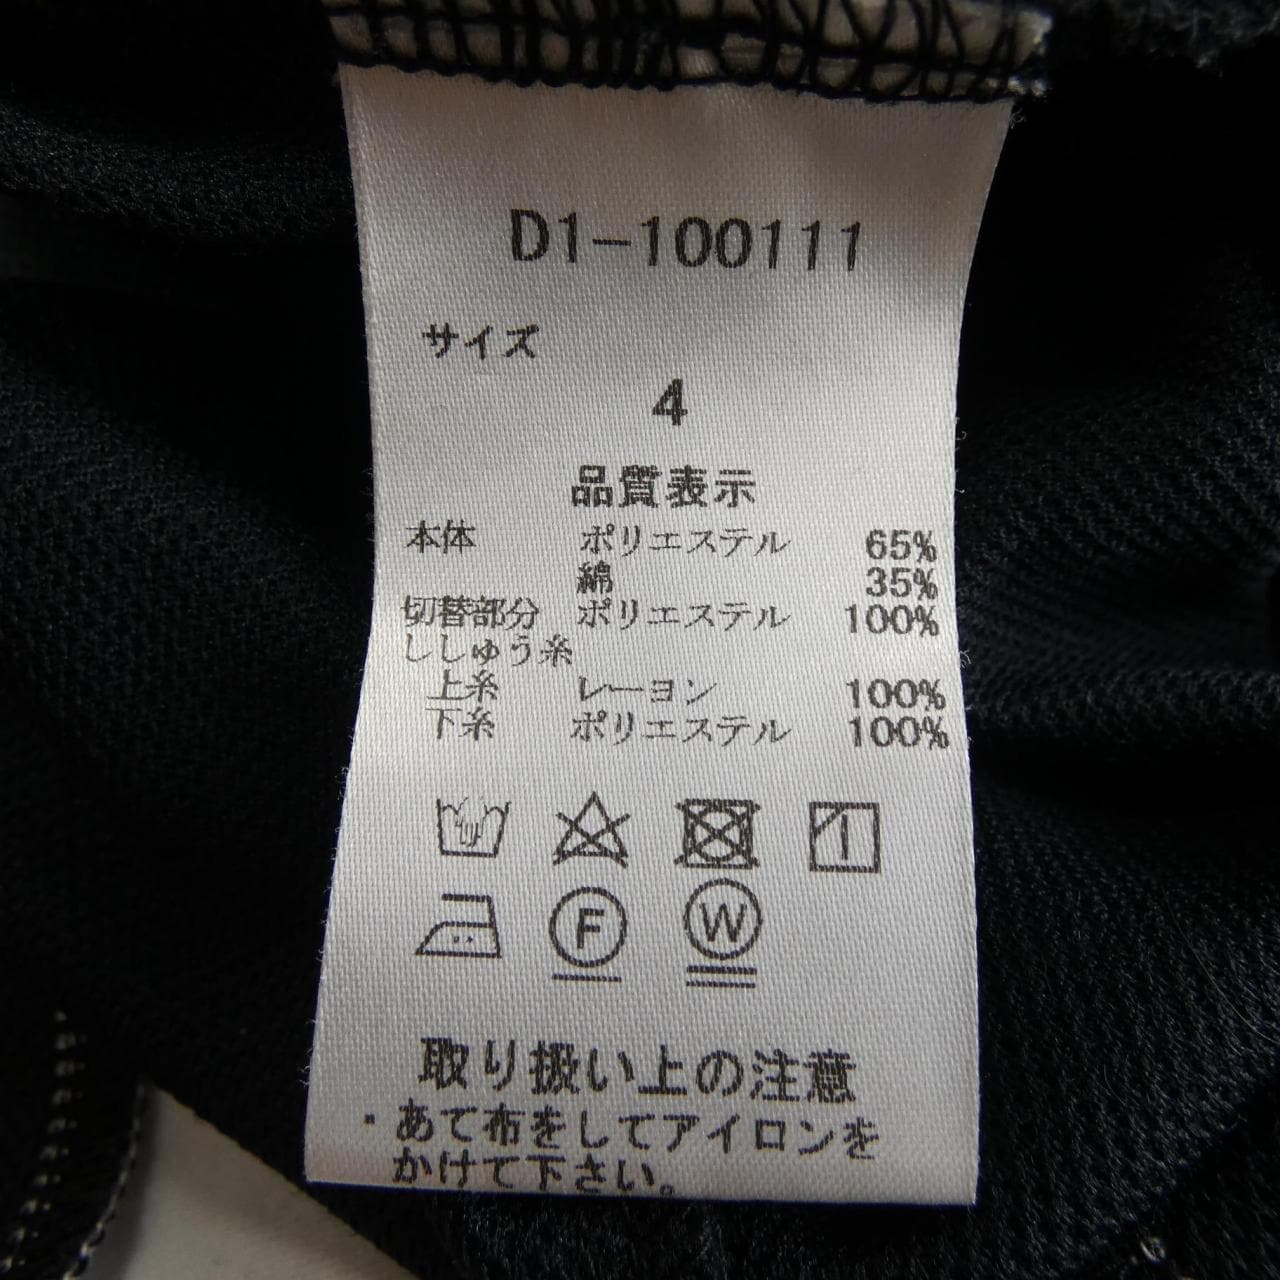 D1-100111
サイズ
4
品質表示
本体 ポリエステル 65%
綿 35%
切替部分 ポリエステル 100%
ししゅう糸
上糸 レーヨン 100%
下糸 ポリエステル 100%
F W
取り扱い上の注意
・あて布をしてアイロンを
かけて下さい。